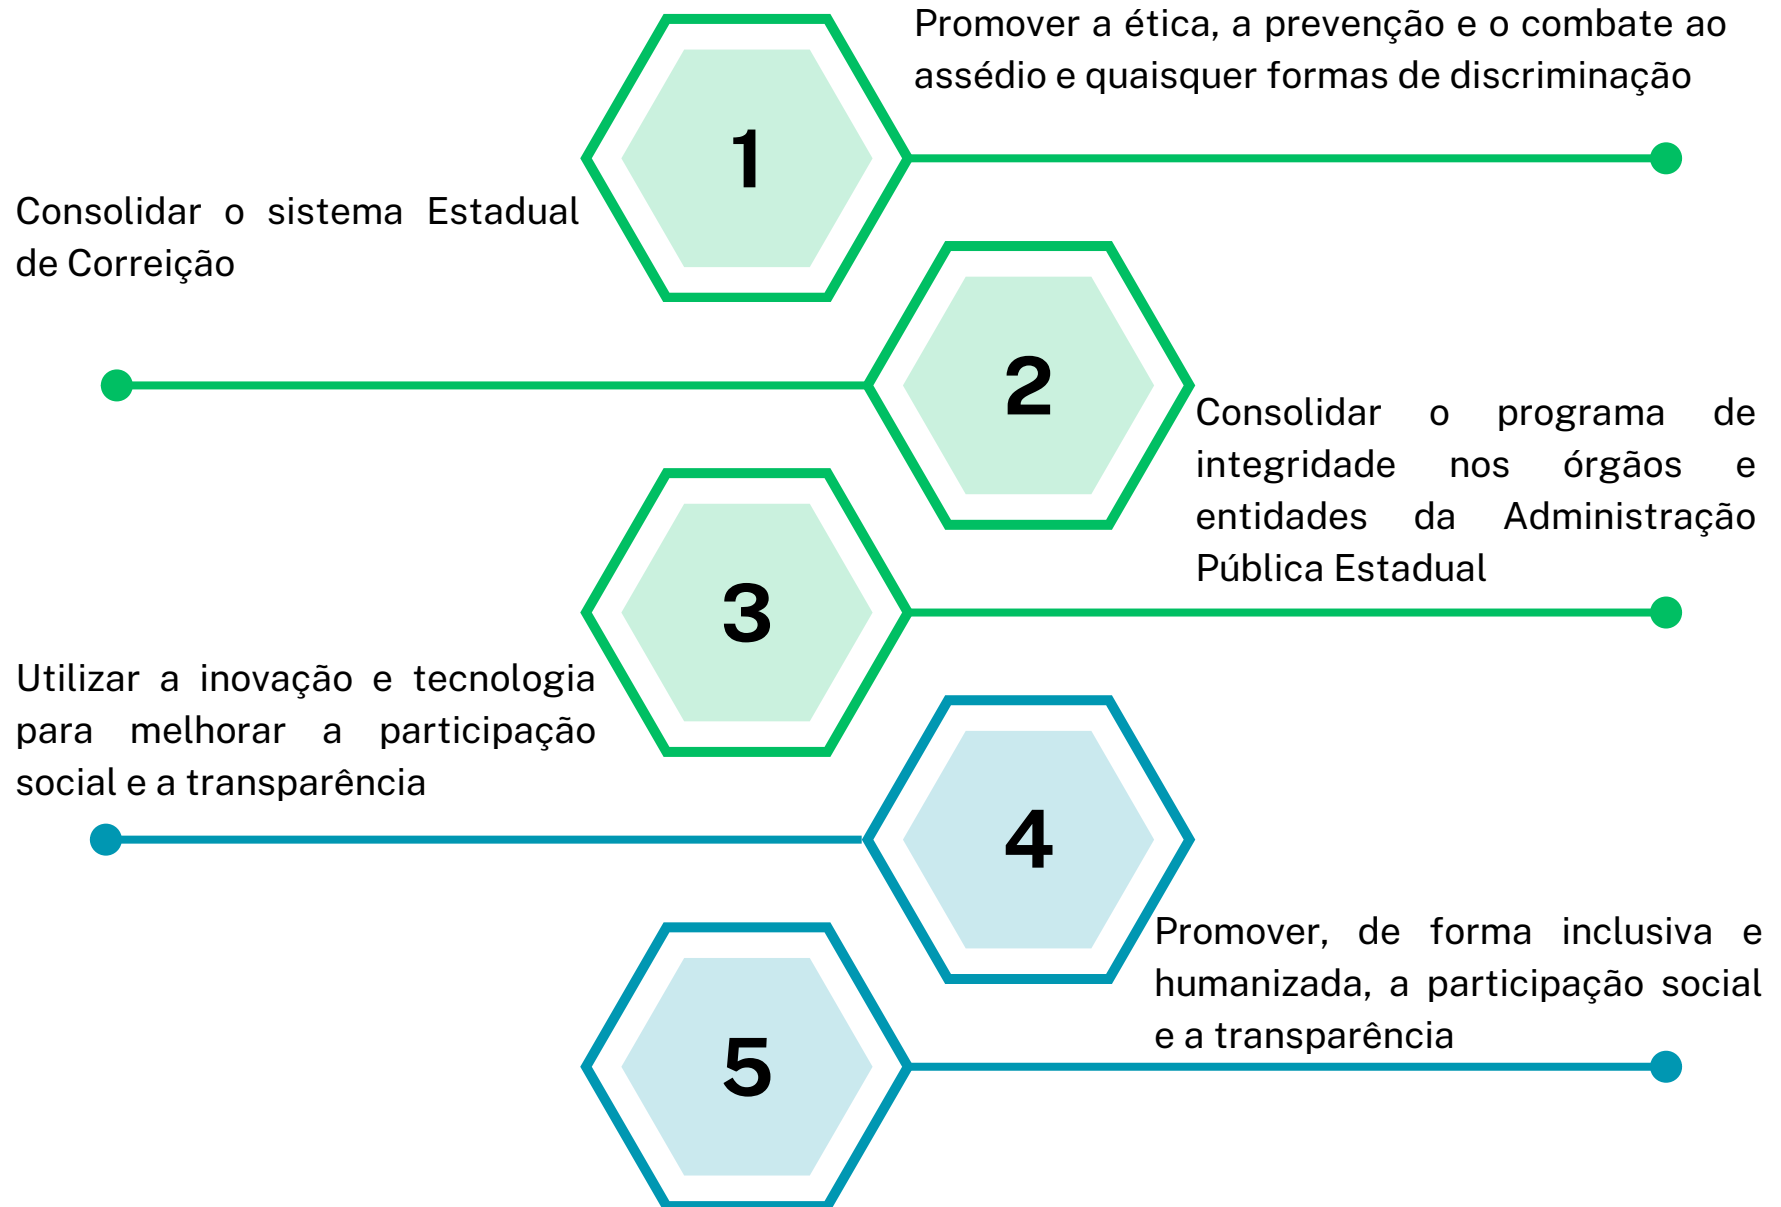 Promover a ética, a prevenção e o combate ao
assédio e quaisquer formas de discriminação
1
Consolidar o sistema Estadual
de Correição
2
Consolidar o programa de
integridade nos órgãos e
entidades da Administração
Pública Estadual
3
Utilizar a inovação e tecnologia
para melhorar a participação
social e a transparência
4
Promover, de forma inclusiva e
humanizada, a participação social
e a transparência
5